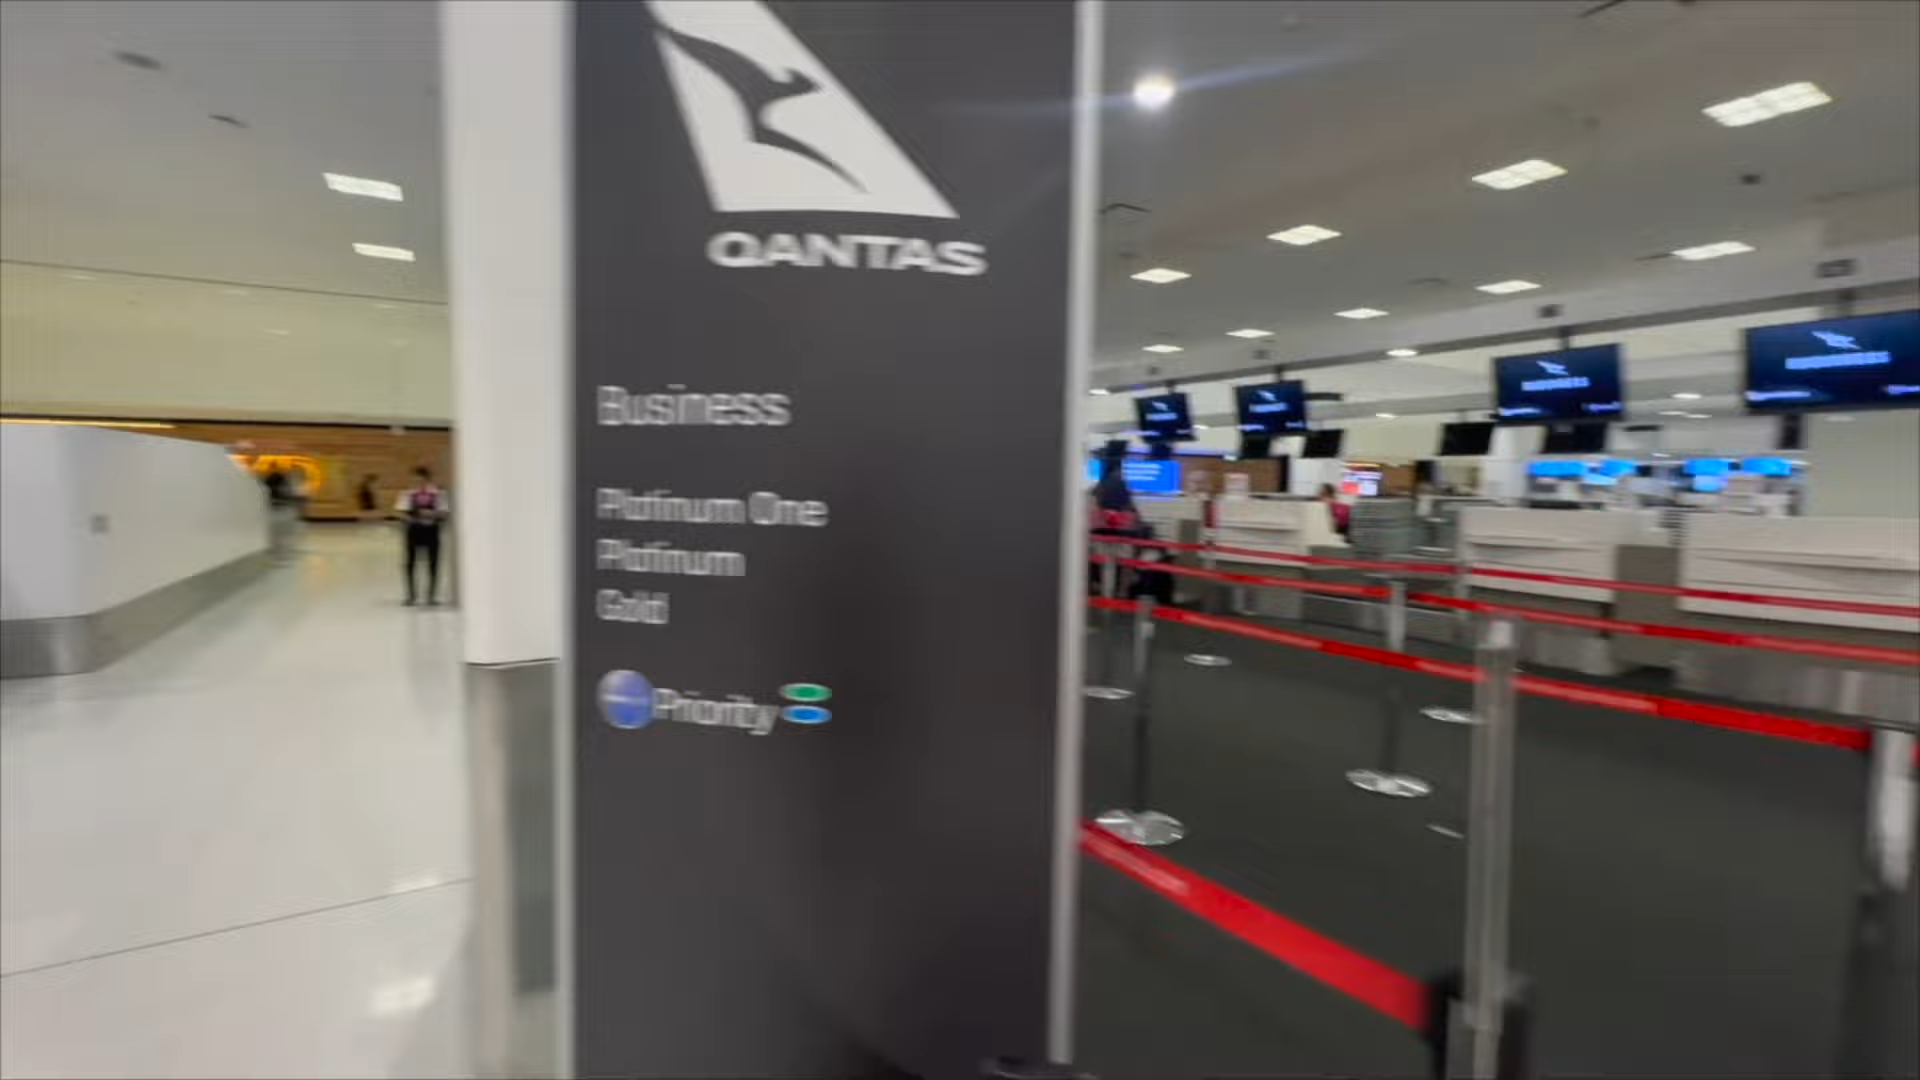 QANTAS
Business
Platinum One
Platinum
Gold
Priority